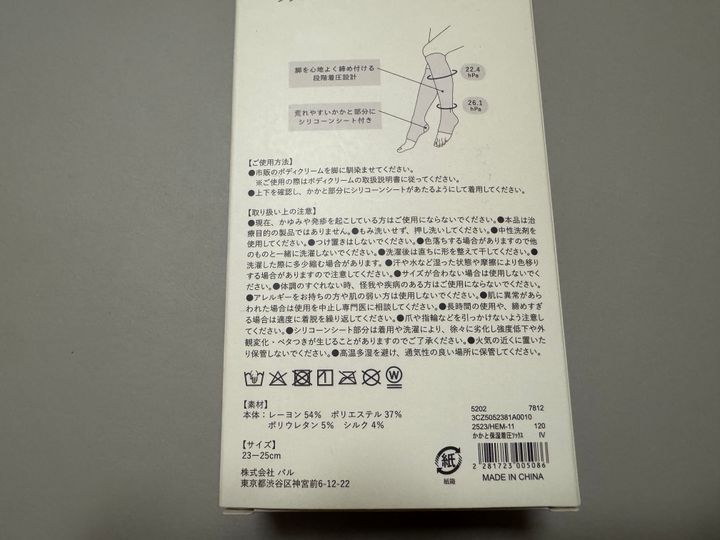 脚を心地よく締め付ける
段階着圧設計
22.4
hPa
26.1
hPa
荒れやすいかかと部分に
シリコーンシート付き
【ご使用方法】
●市販のボディクリームを脚に馴染ませてください。
※ご使用の際はボディクリームの取扱説明書に従ってください。
●上下を確認し、かかと部分にシリコーンシートがあたるようにして着用してください。
【取り扱い上の注意】
●現在、かゆみや発疹を起こしている方はご使用にならないでください。●本品は治
療目的の製品ではありません。●もみ洗いせず、押し洗いしてください。●中性洗剤を
使用してください。●つけ置きはしないでください。●色落ちする場合がありますので他
のものと一緒に洗濯しないでください。●洗濯後は直ちに形を整えて干してください。●
洗濯した際に多少縮む場合があります。●汗や水など湿った状態や摩擦により色移り
する場合がありますので注意してください。●サイズが合わない場合は使用しないでく
ださい。●体調のすぐれない時、怪我や疾病のある方はご使用にならないでください。
●アレルギーをお持ちの方や肌の弱い方は使用しないでください。●肌に異常があら
われた場合は使用を中止し専門医に相談してください。●長時間の使用や、締めすぎ
る場合は適度に着脱を繰り返してください。●爪や指輪などを引っかけないよう注意し
てください。●シリコーンシート部分は着用や洗濯により、徐々に劣化し強度低下や外
観変化・ベタつきが生じることがありますのでご了承ください。●火気の近くに置いた
り保管しないでください。●高温多湿を避け、通気性の良い場所に保管してください。
【素材】
本体：レーヨン 54%　ポリエステル 37%
ポリウレタン 5%　シルク 4%
【サイズ】
23－25cm
株式会社 パル
東京都渋谷区神宮前6-12-22
紙
紙箱
5202 7812
3CZ5052381A0010
2523/HEM-11 120
かかと保湿着圧ｿｯｸｽ IV
2 281723 005086
MADE IN CHINA